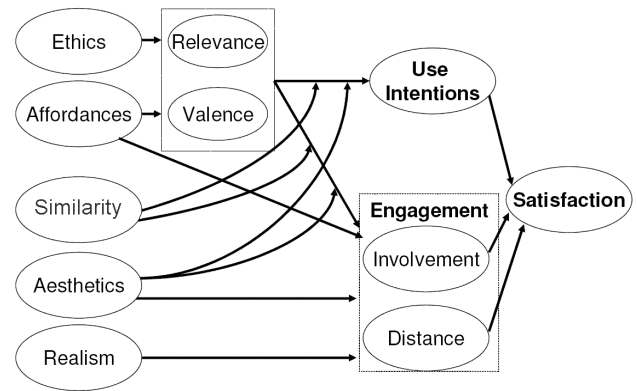 Ethics
Relevance
Affordances
Valence
Use
Intentions
Similarity
Satisfaction
Engagement
Aesthetics
Involvement
Realism
Distance